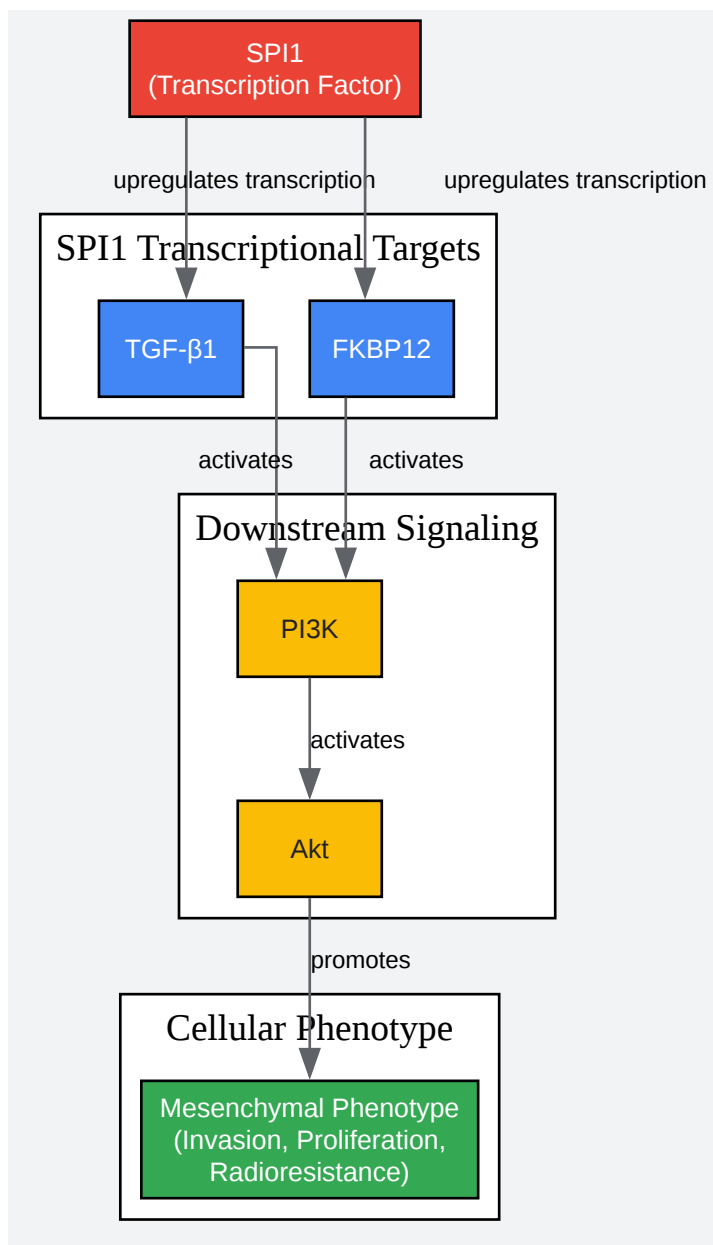 SPI1
(Transcription Factor)
upregulates transcription
upregulates transcription
SPI1 Transcriptional Targets
TGF-β1
FKBP12
activates
activates
Downstream Signaling
PI3K
activates
Akt
promotes
Cellular Phenotype
Mesenchymal Phenotype
(Invasion, Proliferation,
Radioresistance)